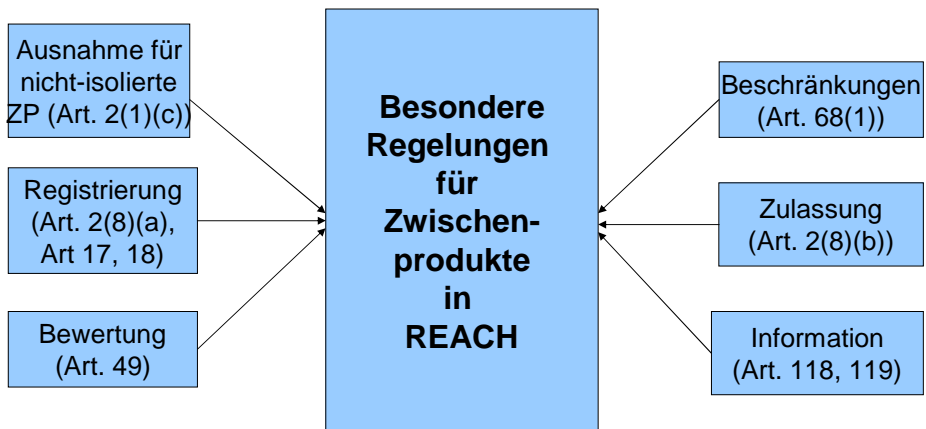 Ausnahme für
nicht-isolierte
ZP (Art. 2(1)(c))
Registrierung
(Art. 2(8)(a),
Art 17, 18)
Bewertung
(Art. 49)
Besondere
Regelungen
für
Zwischen-
produkte
in
REACH
Beschränkungen
(Art. 68(1))
Zulassung
(Art. 2(8)(b))
Information
(Art. 118, 119)